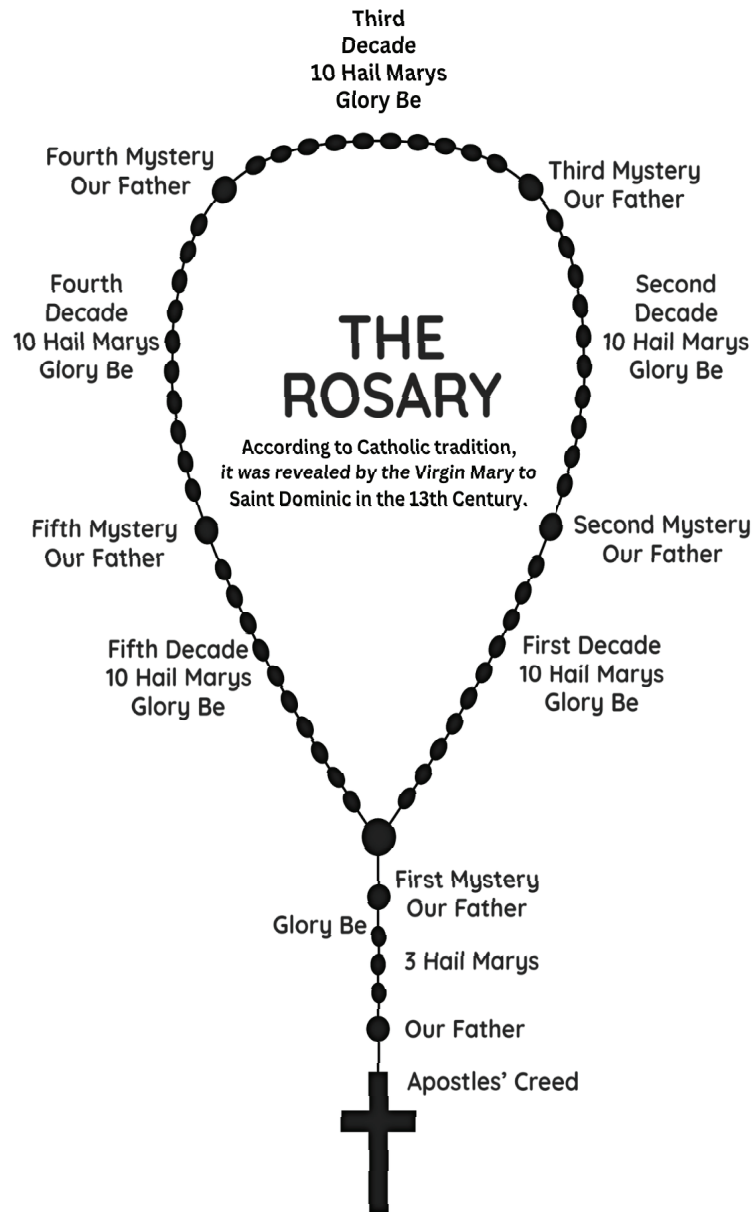 Third
Decade
10 Hail Marys
Glory Be
Fourth Mystery
Our Father
Third Mystery
Our Father
Fourth
Decade
10 Hail Marys
Glory Be
Second
Decade
10 Hail Marys
Glory Be
THE
ROSARY
According to Catholic tradition,
it was revealed by the Virgin Mary to
Saint Dominic in the 13th Century.
Fifth Mystery
Our Father
Second Mystery
Our Father
Fifth Decade
10 Hail Marys
Glory Be
First Decade
10 Hail Marys
Glory Be
First Mystery
Our Father
Glory Be
3 Hail Marys
Our Father
Apostles’ Creed